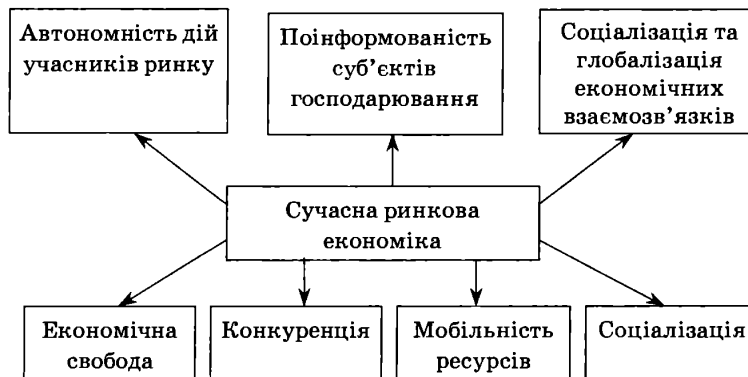 Автономність дій
учасників ринку
Поінформованість
суб’єктів
господарювання
Соціалізація та
глобалізація
економічних
взаємозв’язків
Сучасна ринкова
економіка
Економічна
свобода
Конкуренція
Мобільність
ресурсів
Соціалізація